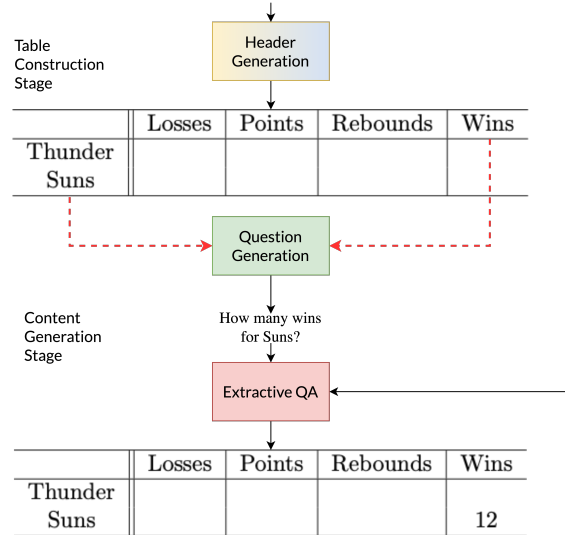 Header
Generation
Table
Construction
Stage
Losses Points Rebounds Wins
Thunder
Suns
Question
Generation
How many wins
for Suns?
Content
Generation
Stage
Extractive QA
Losses Points Rebounds Wins
Thunder
Suns 12